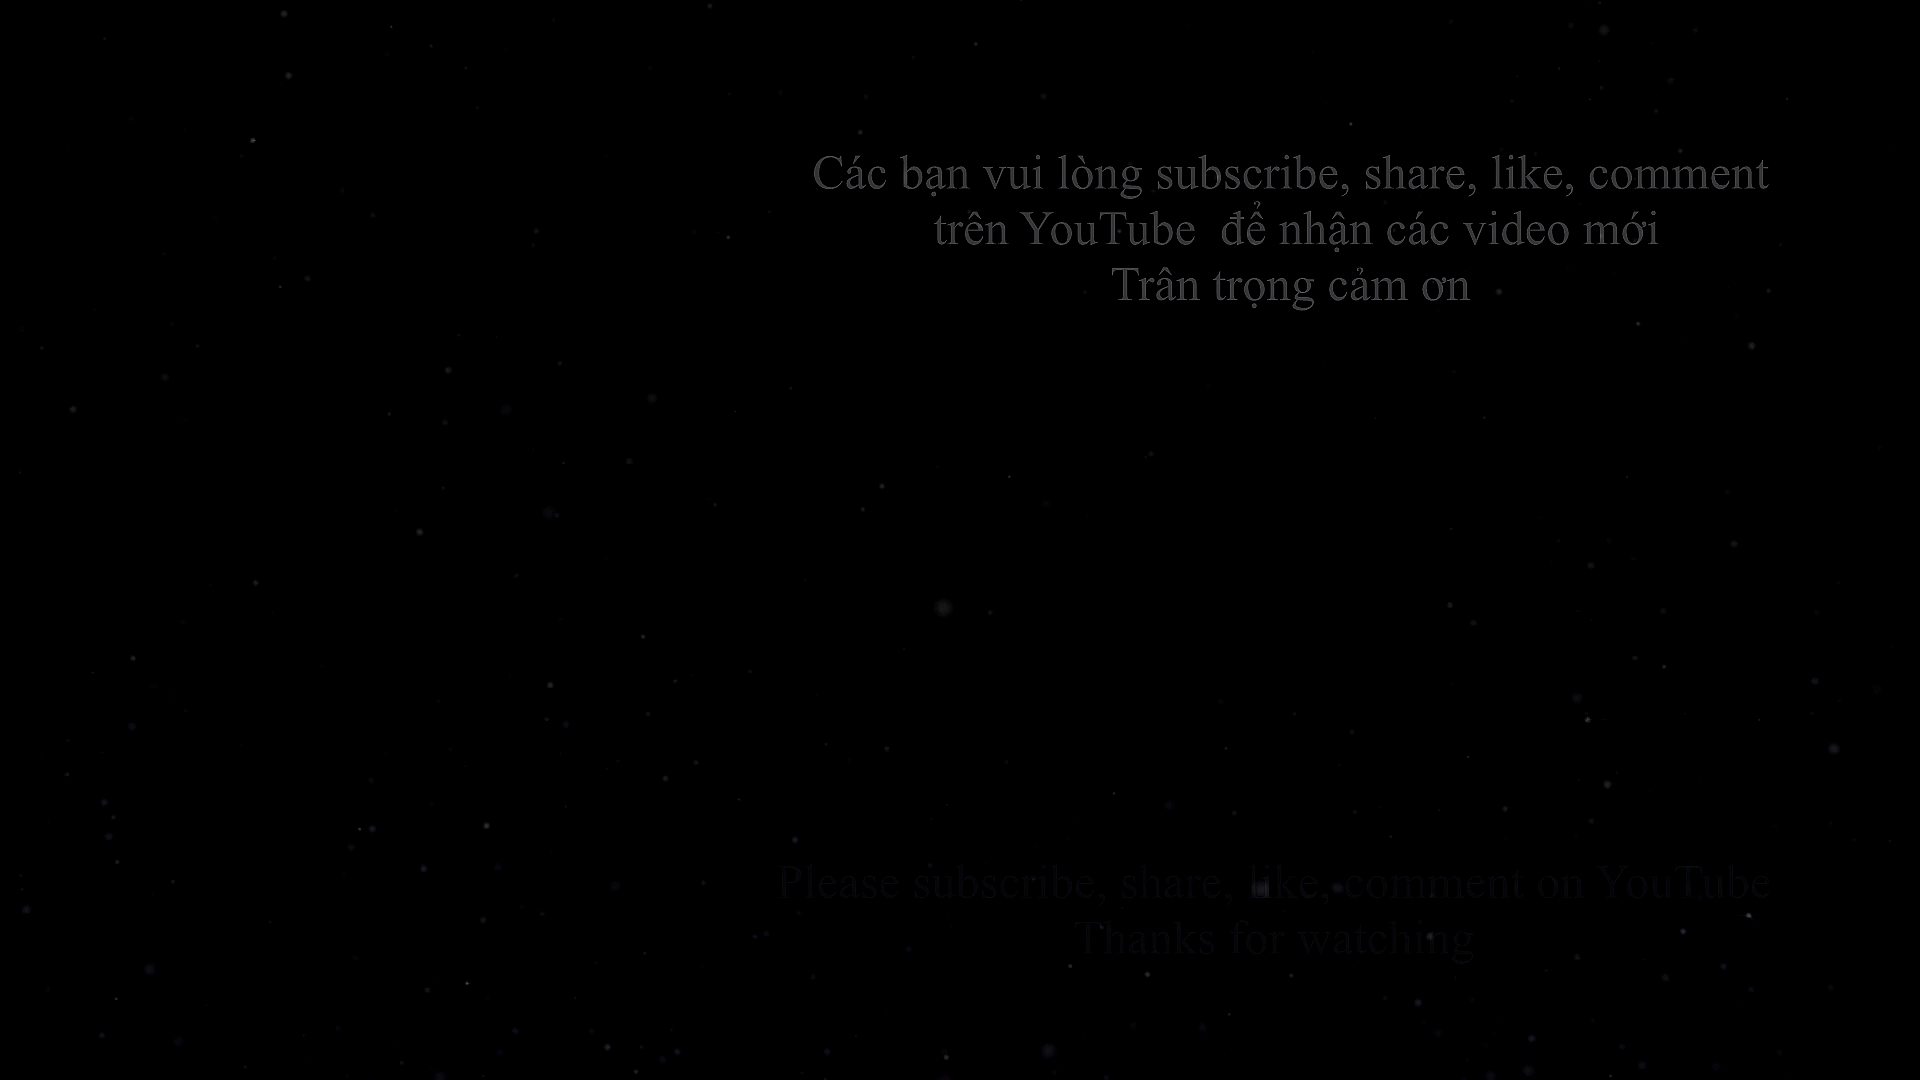 Các bạn vui lòng subscribe, share, like, comment
trên YouTube để nhận các video mới
Trân trọng cảm ơn
Please subscribe, share, like, comment on YouTube
Thanks for watching